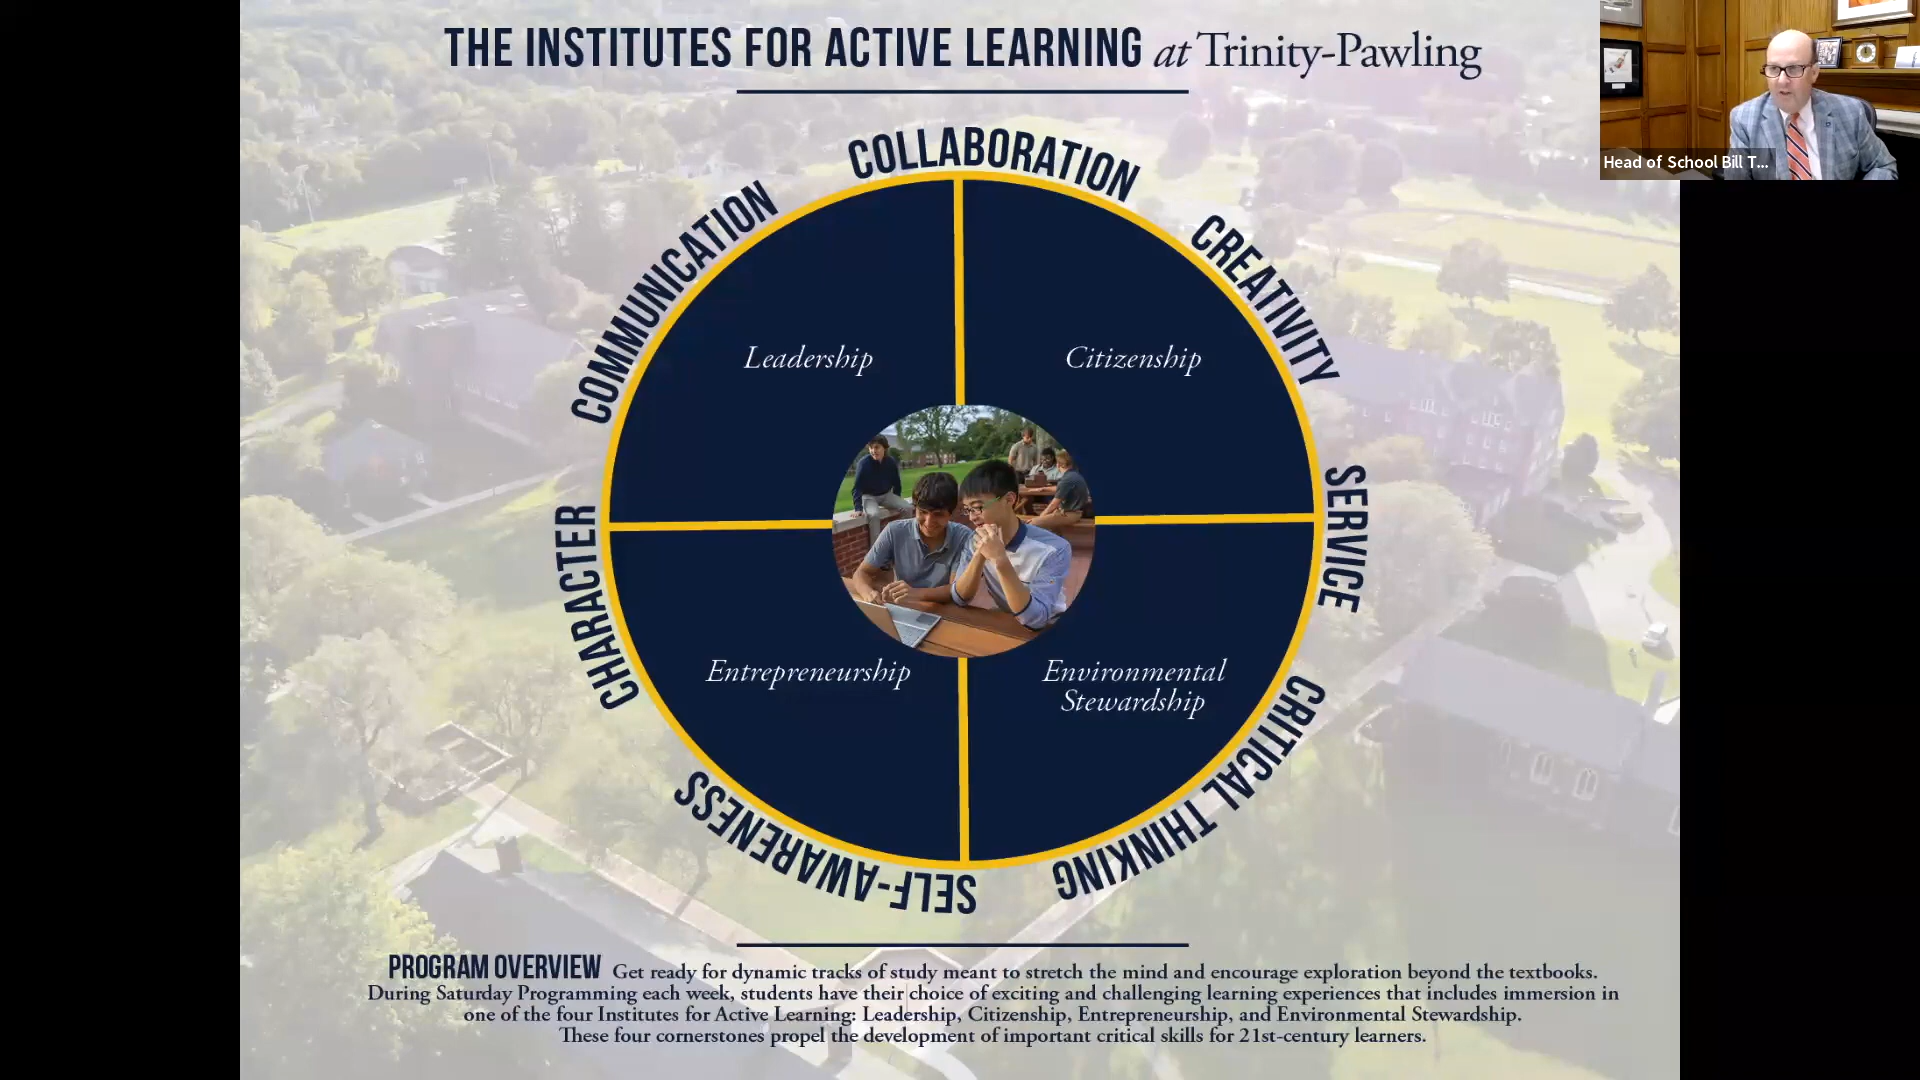 THE INSTITUTES FOR ACTIVE LEARNING at Trinity-Pawling
Head of School Bill T...
COLLABORATION
COMMUNICATION
CREATIVITY
Leadership
Citizenship
SERVICE
CHARACTER
Entrepreneurship
Environmental
Stewardship
CRITICAL THINKING
SELF-AWARENESS
PROGRAM OVERVIEW Get ready for dynamic tracks of study meant to stretch the mind and encourage exploration beyond the textbooks.
During Saturday Programming each week, students have their choice of exciting and challenging learning experiences that includes immersion in
one of the four Institutes for Active Learning: Leadership, Citizenship, Entrepreneurship, and Environmental Stewardship.
These four cornerstones propel the development of important critical skills for 21st-century learners.